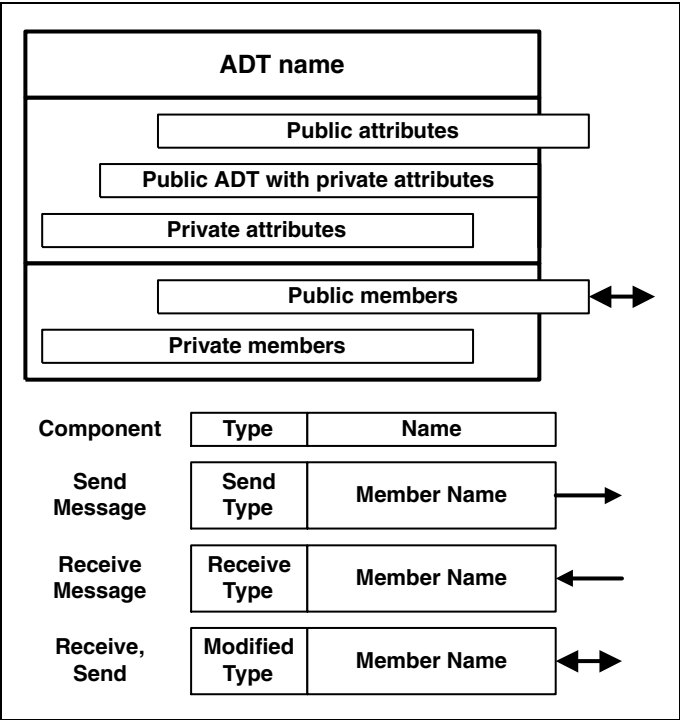 ADT name
Public attributes
Public ADT with private attributes
Private attributes
Public members
Private members
Component Type Name
Send
Message
Send
Type
Member Name
Receive
Message
Receive
Type
Member Name
Receive,
Send
Modified
Type
Member Name